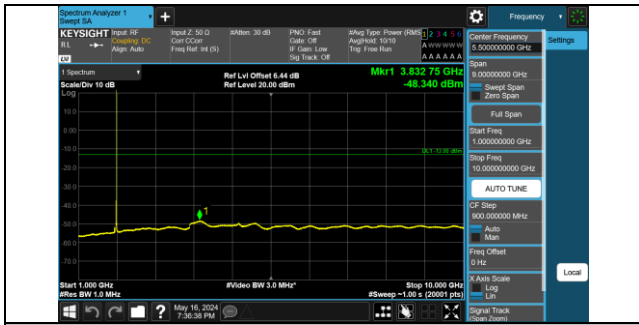 Spectrum Analyzer 1
Swept SA
Frequency
KEYSIGHT
RL
Input: RF
Coupling: DC
Align: Auto
Input Z: 50 Ω
Corr CCorr
Freq Ref: Int (S)
#Atten: 30 dB
PNO: Fast
Gate: Off
IF Gain: Low
Sig Track: Off
#Avg Type: Power (RMS
Avg|Hold: 10/10
Trig: Free Run
1 2 3 4 5 6
A W W W W W
A A A A A A
LW
1 Spectrum
Scale/Div 10 dB
Log
Ref Lvl Offset 6.44 dB
Ref Level 20.00 dBm
Mkr1 3.832 75 GHz
-48.340 dBm
10.0
0.00
-10.0
DL1 -13.00 dBm
-20.0
-30.0
-40.0
1
-50.0
-60.0
-70.0
Start 1.000 GHz
#Res BW 1.0 MHz
#Video BW 3.0 MHz*
Stop 10.000 GHz
#Sweep ~1.00 s (20001 pts)
May 16, 2024
7:36:38 PM
Center Frequency
5.500000000 GHz
Span
9.00000000 GHz
Swept Span
Zero Span
Full Span
Start Freq
1.000000000 GHz
Stop Freq
10.000000000 GHz
AUTO TUNE
CF Step
900.000000 MHz
Auto
Man
Freq Offset
0 Hz
X Axis Scale
Log
Lin
Signal Track
(Span Zoom)
Settings
Local